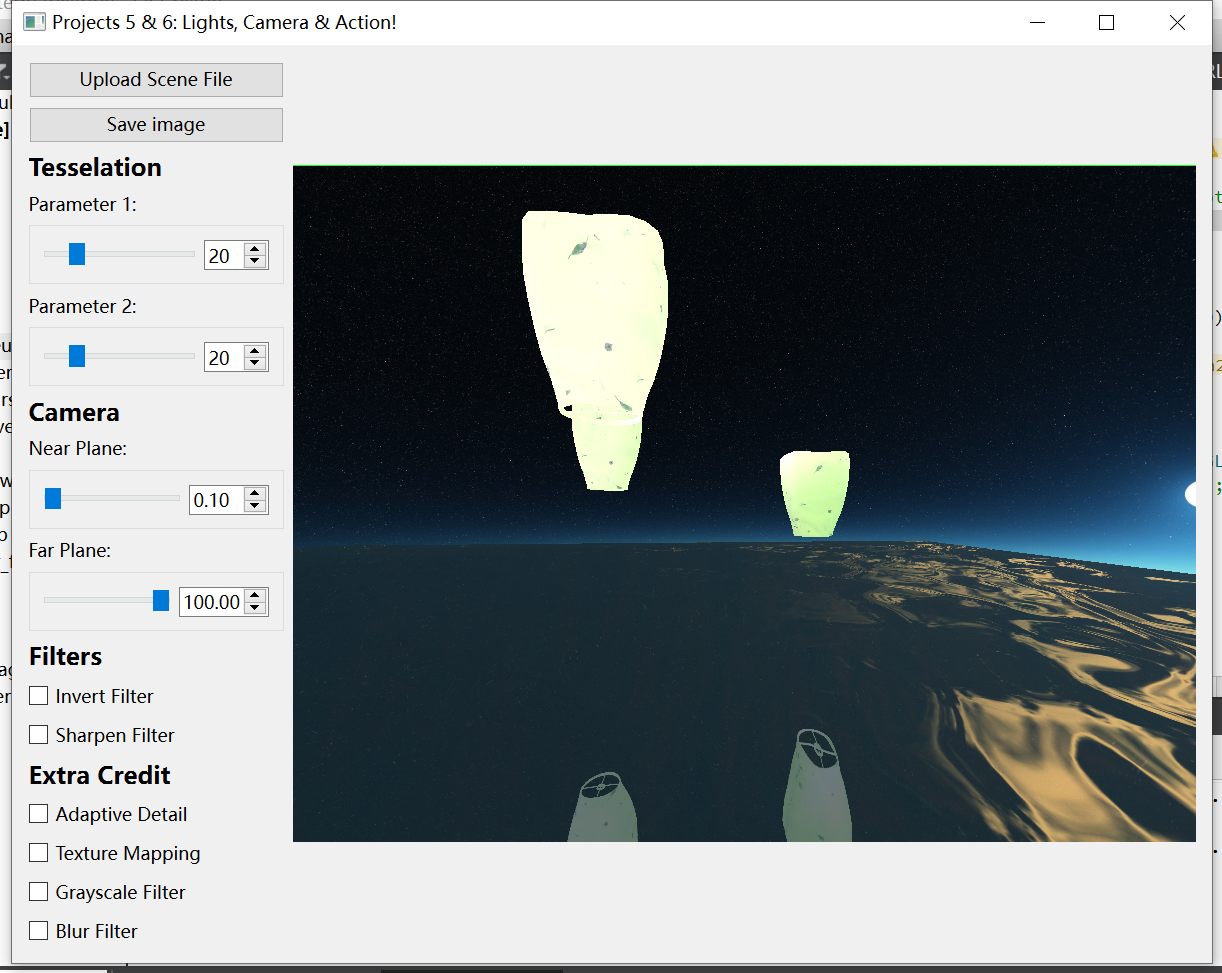 Projects 5 & 6: Lights, Camera & Action!
Upload Scene File
Save image
Tesselation
Parameter 1:
20
Parameter 2:
20
Camera
Near Plane:
0.10
Far Plane:
100.00
Filters
Invert Filter
Sharpen Filter
Extra Credit
Adaptive Detail
Texture Mapping
Grayscale Filter
Blur Filter